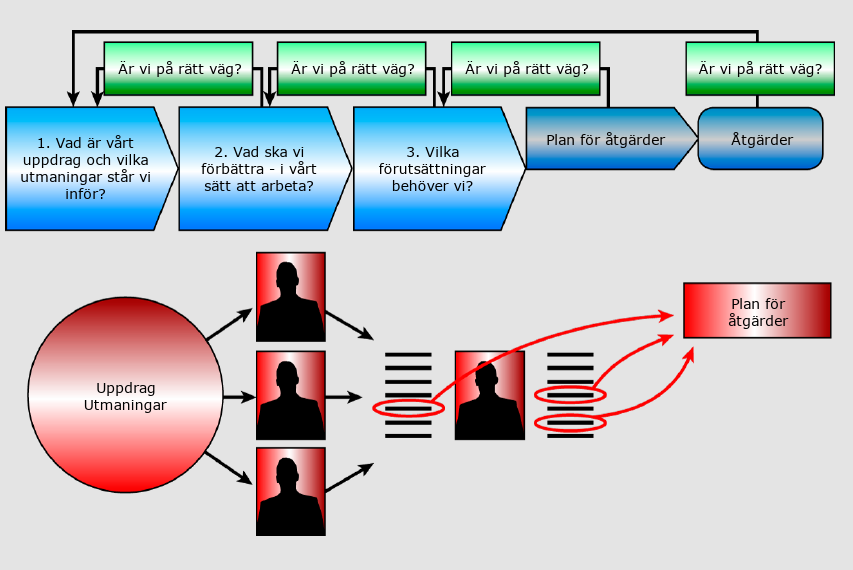 Är vi på rätt väg?
Är vi på rätt väg?
Är vi på rätt väg?
Är vi på rätt väg?
1. Vad är vårt
uppdrag och vilka
utmaningar står vi
inför?
2. Vad ska vi
förbättra - i vårt
sätt att arbeta?
3. Vilka
förutsättningar
behöver vi?
Plan för åtgärder
Åtgärder
Uppdrag
Utmaningar
Plan för
åtgärder